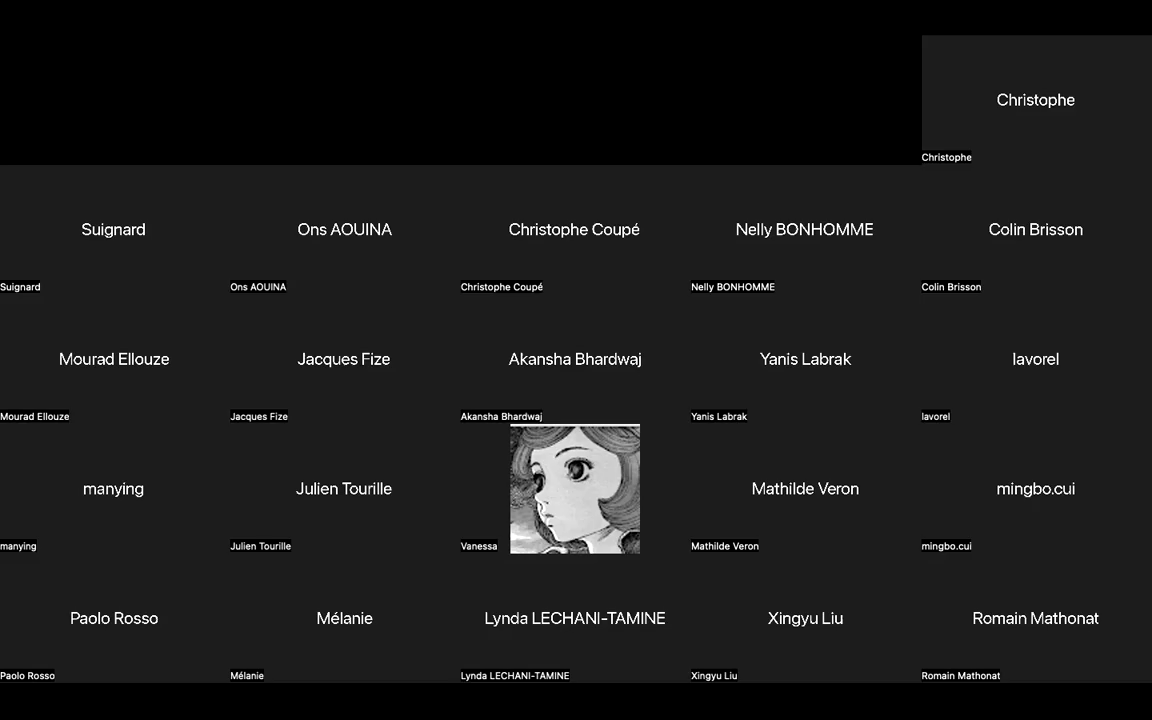 Christophe
Christophe
Suignard
Ons AOUINA
Christophe Coupé
Nelly BONHOMME
Colin Brisson
Suignard
Ons AOUINA
Christophe Coupé
Nelly BONHOMME
Colin Brisson
Mourad Ellouze
Jacques Fize
Akansha Bhardwaj
Yanis Labrak
lavorel
Mourad Ellouze
Jacques Fize
Akansha Bhardwaj
Yanis Labrak
lavorel
manying
Julien Tourille
Mathilde Veron
mingbo.cui
manying
Julien Tourille
Vanessa
Mathilde Veron
mingbo.cui
Paolo Rosso
Mélanie
Lynda LECHANI-TAMINE
Xingyu Liu
Romain Mathonat
Paolo Rosso
Mélanie
Lynda LECHANI-TAMINE
Xingyu Liu
Romain Mathonat